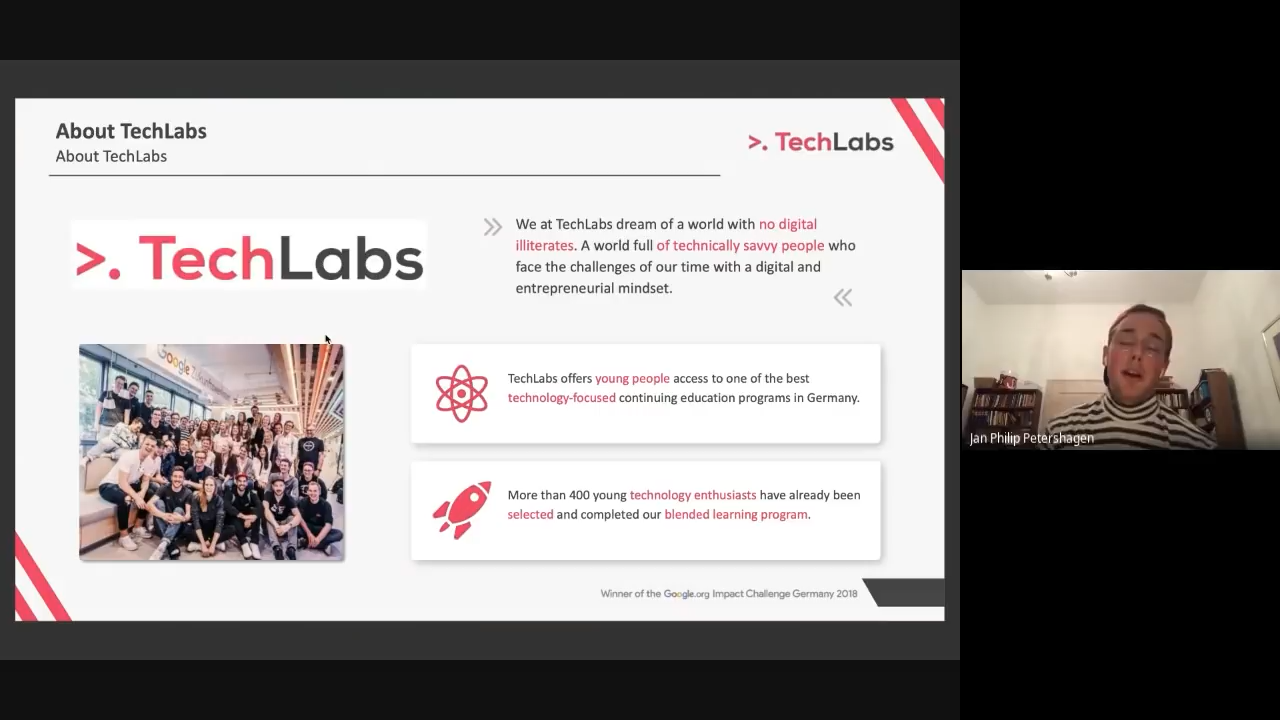 About TechLabs
About TechLabs
>. TechLabs
>. TechLabs
We at TechLabs dream of a world with no digital
illiterates. A world full of technically savvy people who
face the challenges of our time with a digital and
entrepreneurial mindset.
Google
TechLabs offers young people access to one of the best
technology-focused continuing education programs in Germany.
More than 400 young technology enthusiasts have already been
selected and completed our blended learning program.
Winner of the Google.org Impact Challenge Germany 2018
Jan Philip Petershagen